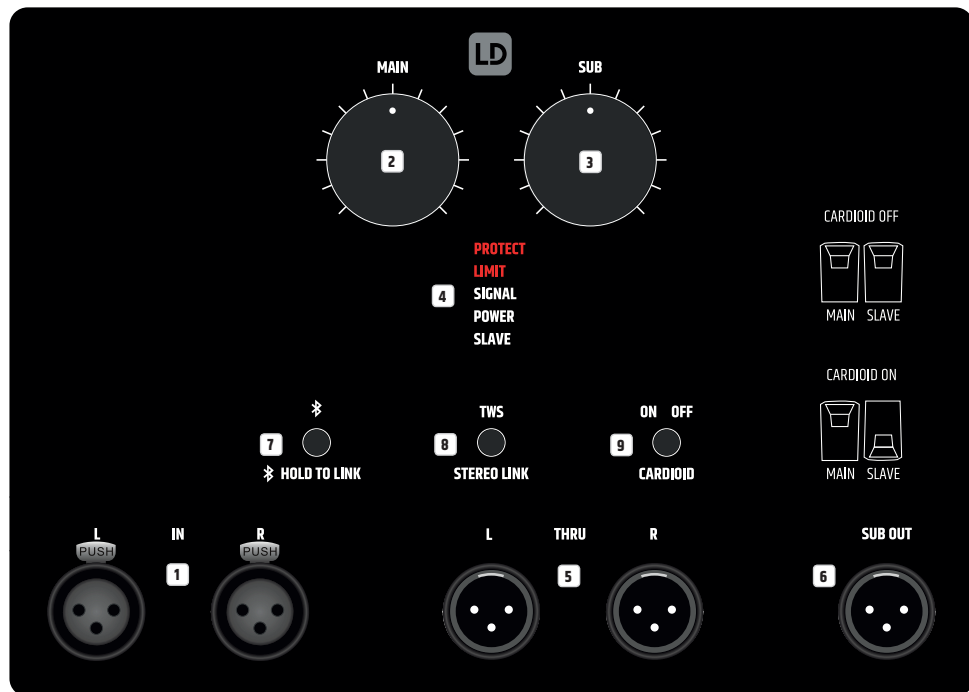 LD
MAIN SUB
2 3
PROTECT
LIMIT
4 SIGNAL
POWER
SLAVE
CARDIOID OFF
MAIN SLAVE
CARDIOID ON
MAIN SLAVE
TWS ON OFF
7 8 9
HOLD TO LINK STEREO LINK CARDIOID
L IN R L THRU R SUB OUT
PUSH PUSH
1 5 6